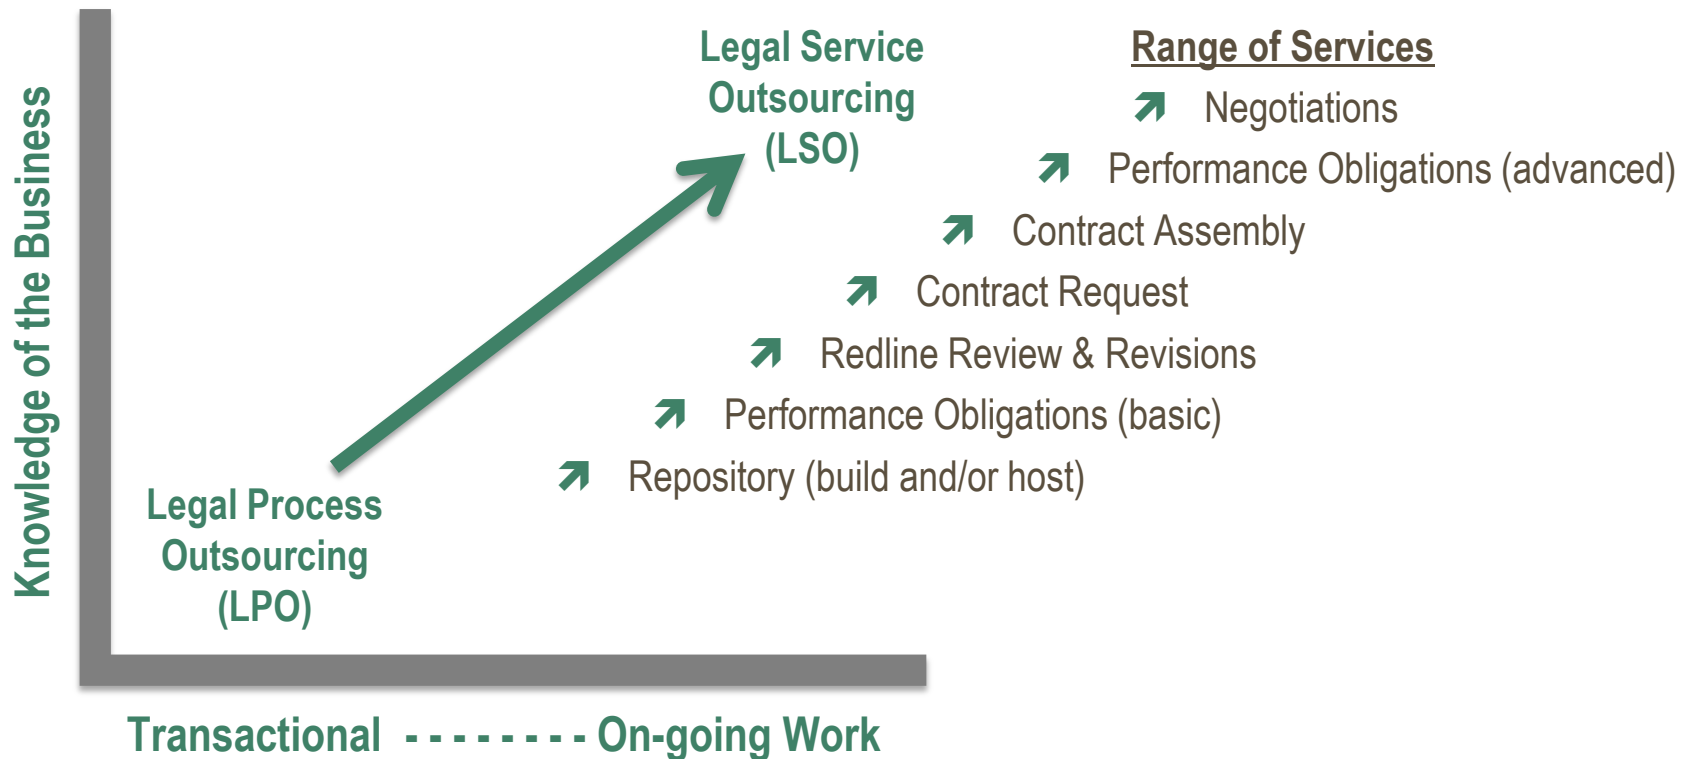 Legal Service
Outsourcing
(LSO)
Range of Services
Negotiations
Performance Obligations (advanced)
Contract Assembly
Contract Request
Redline Review & Revisions
Performance Obligations (basic)
Repository (build and/or host)
Knowledge of the Business
Legal Process
Outsourcing
(LPO)
Transactional - - - - - - - - On-going Work